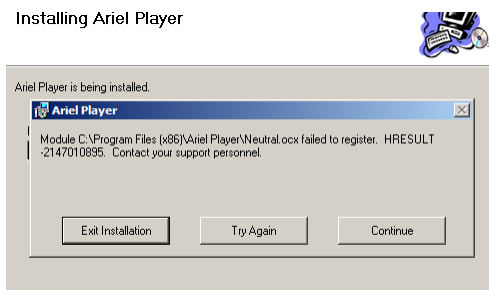 Installing Ariel Player
Ariel Player is being installed.
Ariel Player
Module C:\Program Files (x86)\Ariel Player\Neutral.ocx failed to register. HRESULT
-2147010895. Contact your support personnel.
Exit Installation
Try Again
Continue